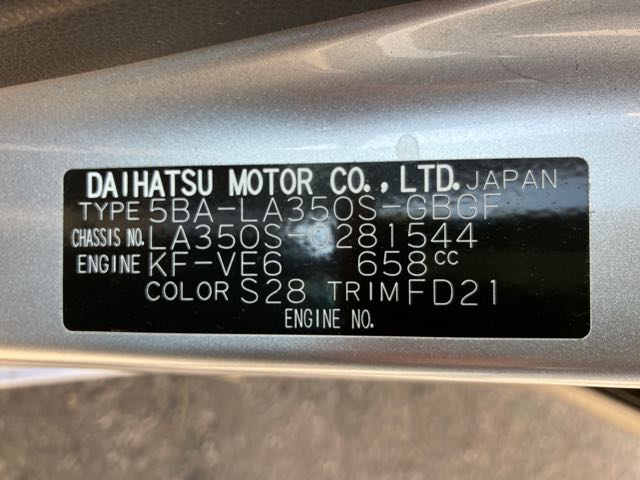 DAIHATSU MOTOR CO., LTD. JAPAN
TYPE 5BA-LA350S-GBGF
CHASSIS NO. LA350S-0281544
ENGINE KF-VE6 658cc
COLOR S28 TRIM FD21
ENGINE NO.